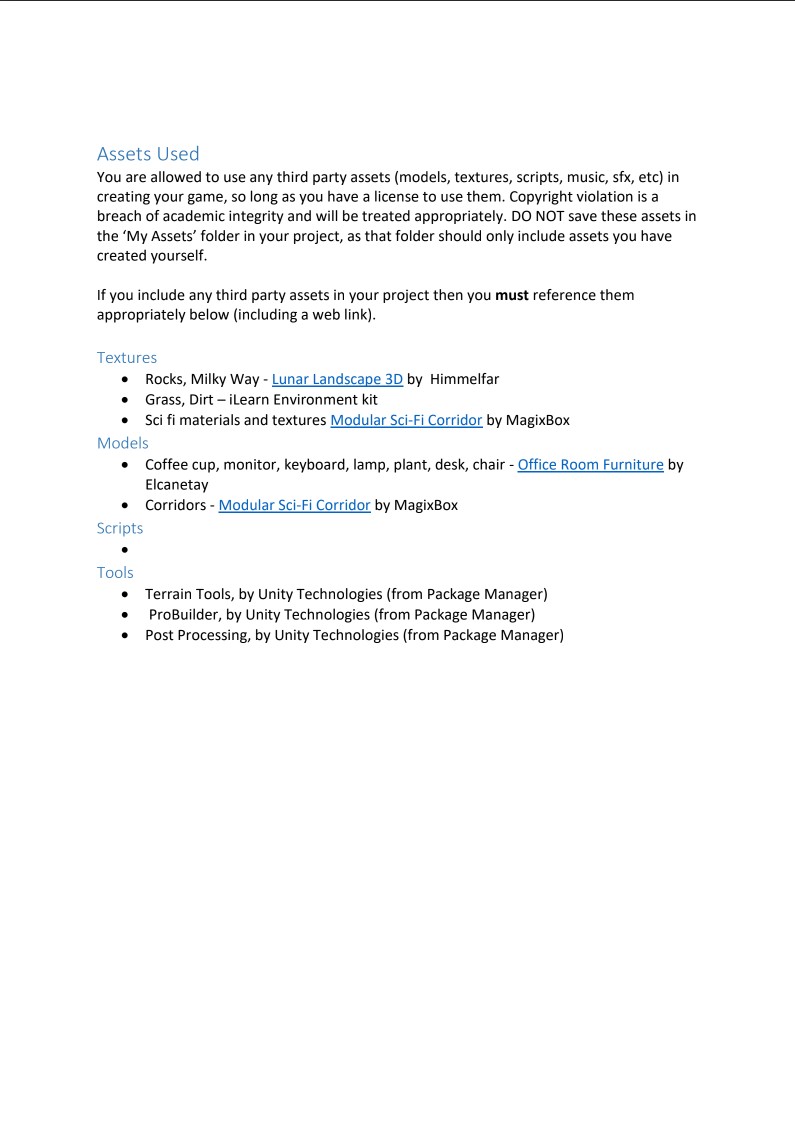 Assets Used
You are allowed to use any third party assets (models, textures, scripts, music, sfx, etc) in
creating your game, so long as you have a license to use them. Copyright violation is a
breach of academic integrity and will be treated appropriately. DO NOT save these assets in
the ‘My Assets’ folder in your project, as that folder should only include assets you have
created yourself.
If you include any third party assets in your project then you must reference them
appropriately below (including a web link).
Textures
• Rocks, Milky Way - Lunar Landscape 3D by  Himmelfar
• Grass, Dirt – iLearn Environment kit
• Sci fi materials and textures Modular Sci-Fi Corridor by MagixBox
Models
• Coffee cup, monitor, keyboard, lamp, plant, desk, chair - Office Room Furniture by
Elcanetay
• Corridors - Modular Sci-Fi Corridor by MagixBox
Scripts
•
Tools
• Terrain Tools, by Unity Technologies (from Package Manager)
•  ProBuilder, by Unity Technologies (from Package Manager)
• Post Processing, by Unity Technologies (from Package Manager)